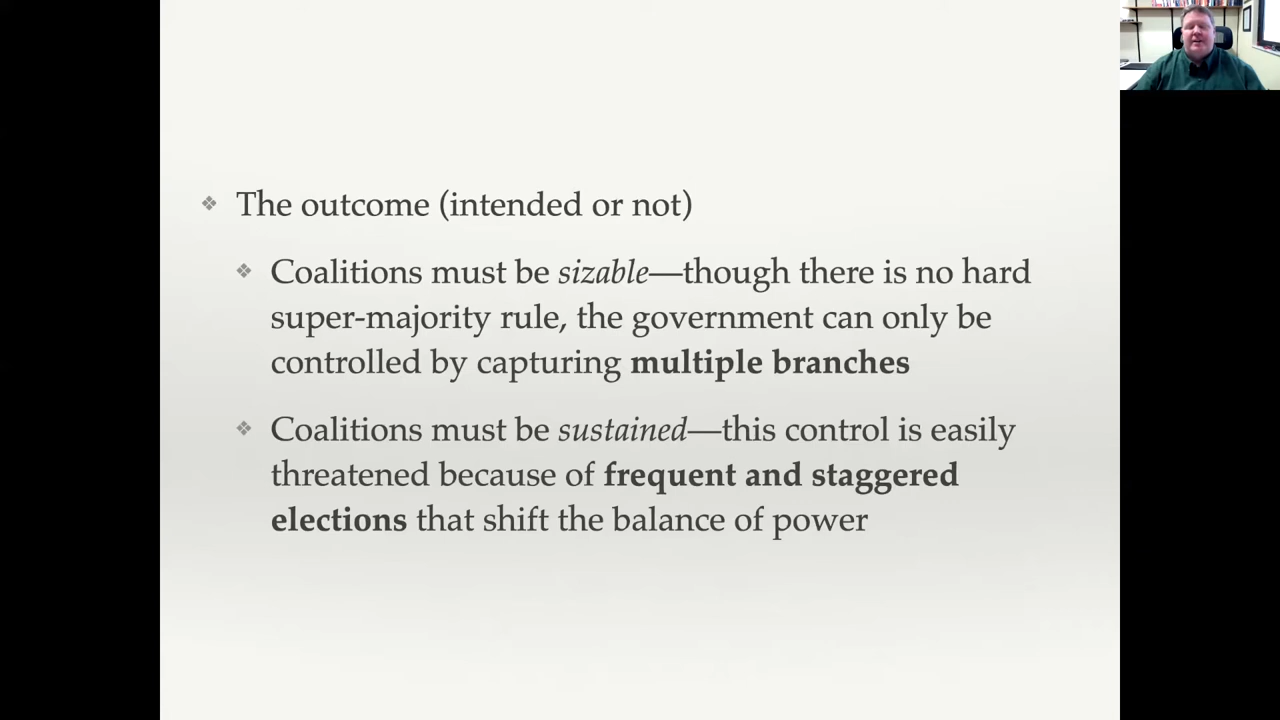 The outcome (intended or not)
Coalitions must be sizable—though there is no hard
super-majority rule, the government can only be
controlled by capturing multiple branches
Coalitions must be sustained—this control is easily
threatened because of frequent and staggered
elections that shift the balance of power